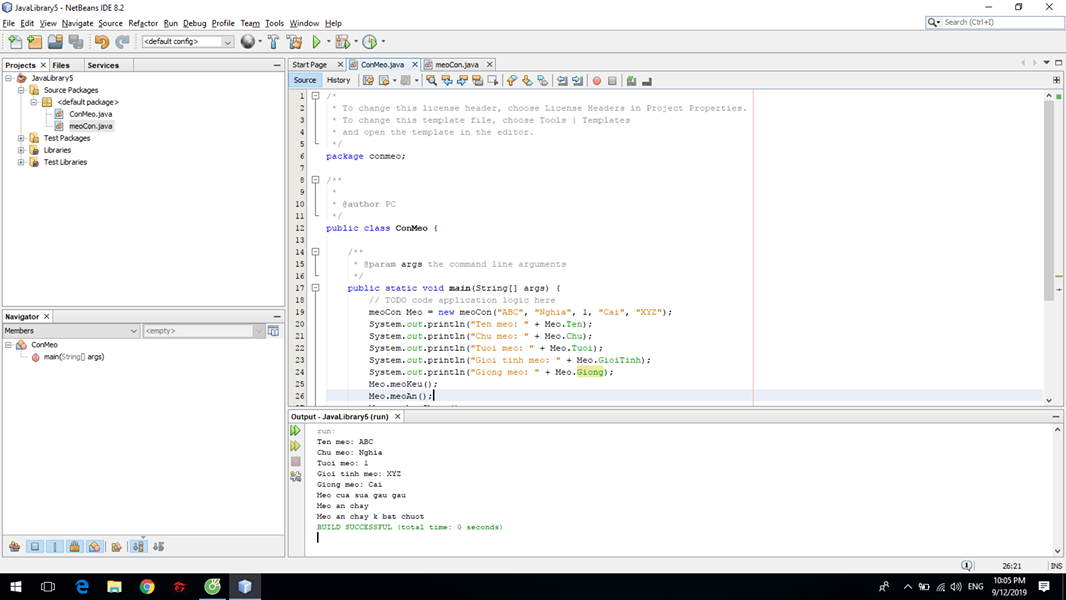 JavaLibrary5 - NetBeans IDE 8.2
File Edit View Navigate Source Refactor Run Debug Profile Team Tools Window Help
Search (Ctrl+I)
<default config>
Projects Files Services
JavaLibrary5
Source Packages
<default package>
ConMeo.java
meoCon.java
Test Packages
Libraries
Test Libraries
Navigator
Members
<empty>
ConMeo
main(String[] args)
Start Page ConMeo.java meoCon.java
Source History
1 /*
2 * To change this license header, choose License Headers in Project Properties.
3 * To change this template file, choose Tools | Templates
4 * and open the template in the editor.
5 */
6 package conmeo;
7
8 /**
9 *
10 * @author PC
11 */
12 public class ConMeo {
13
14 /**
15 * @param args the command line arguments
16 */
17 public static void main(String[] args) {
18 // TODO code application logic here
19 meoCon Meo = new meoCon("ABC", "Nghia", 1, "Cai", "XYZ");
20 System.out.println("Ten meo: " + Meo.Ten);
21 System.out.println("Chu meo: " + Meo.Chu);
22 System.out.println("Tuoi meo: " + Meo.Tuoi);
23 System.out.println("Gioi tinh meo: " + Meo.GioiTinh);
24 System.out.println("Giong meo: " + Meo.Giong);
25 Meo.meoKeu();
26 Meo.meoAn();
Output - JavaLibrary5 (run)
run:
Ten meo: ABC
Chu meo: Nghia
Tuoi meo: 1
Gioi tinh meo: XYZ
Giong meo: Cai
Meo cua sua gau gau
Meo an chay
Meo an chay k bat chuot
BUILD SUCCESSFUL (total time: 0 seconds)
26:21 INS
ENG
10:05 PM
9/12/2019